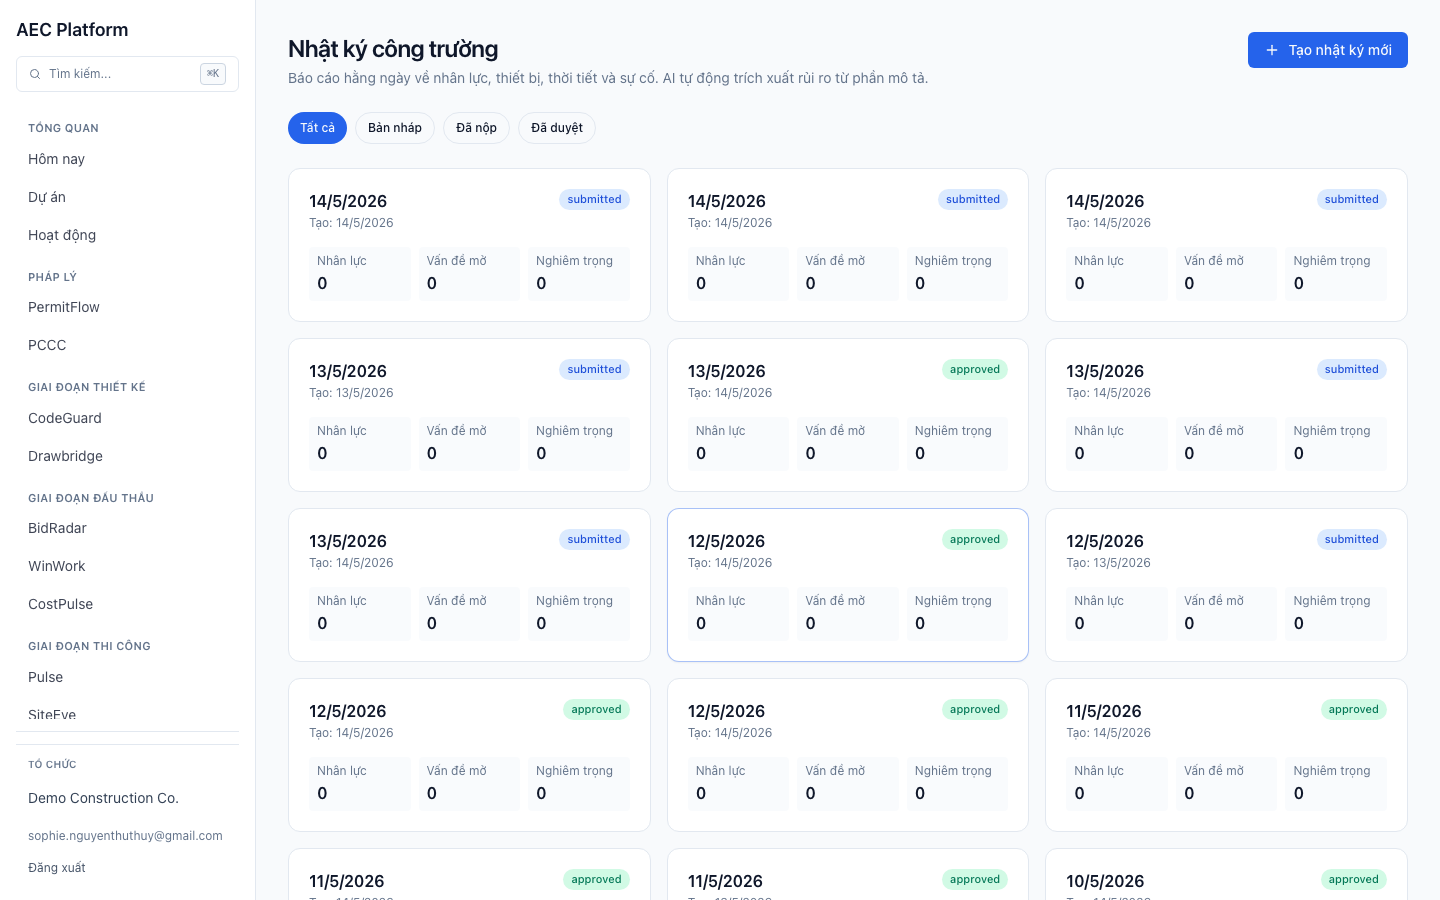 AEC Platform
Tìm kiếm...
⌘K
TỔNG QUAN
Hôm nay
Dự án
Hoạt động
PHÁP LÝ
PermitFlow
PCCC
GIAI ĐOẠN THIẾT KẾ
CodeGuard
Drawbridge
GIAI ĐOẠN ĐẤU THẦU
BidRadar
WinWork
CostPulse
GIAI ĐOẠN THI CÔNG
Pulse
SiteEye
TỔ CHỨC
Demo Construction Co.
sophie.nguyenthuthuy@gmail.com
Đăng xuất
Nhật ký công trường
Báo cáo hằng ngày về nhân lực, thiết bị, thời tiết và sự cố. AI tự động trích xuất rủi ro từ phần mô tả.
Tạo nhật ký mới
Tất cả
Bản nháp
Đã nộp
Đã duyệt
14/5/2026 submitted
Tạo: 14/5/2026
Nhân lực Vấn đề mở Nghiêm trọng
0 0 0
14/5/2026 submitted
Tạo: 14/5/2026
Nhân lực Vấn đề mở Nghiêm trọng
0 0 0
14/5/2026 submitted
Tạo: 14/5/2026
Nhân lực Vấn đề mở Nghiêm trọng
0 0 0
13/5/2026 submitted
Tạo: 13/5/2026
Nhân lực Vấn đề mở Nghiêm trọng
0 0 0
13/5/2026 approved
Tạo: 14/5/2026
Nhân lực Vấn đề mở Nghiêm trọng
0 0 0
13/5/2026 submitted
Tạo: 14/5/2026
Nhân lực Vấn đề mở Nghiêm trọng
0 0 0
13/5/2026 submitted
Tạo: 14/5/2026
Nhân lực Vấn đề mở Nghiêm trọng
0 0 0
12/5/2026 approved
Tạo: 14/5/2026
Nhân lực Vấn đề mở Nghiêm trọng
0 0 0
12/5/2026 submitted
Tạo: 13/5/2026
Nhân lực Vấn đề mở Nghiêm trọng
0 0 0
12/5/2026 approved
Tạo: 14/5/2026
Nhân lực Vấn đề mở Nghiêm trọng
0 0 0
12/5/2026 approved
Tạo: 14/5/2026
Nhân lực Vấn đề mở Nghiêm trọng
0 0 0
11/5/2026 approved
Tạo: 14/5/2026
Nhân lực Vấn đề mở Nghiêm trọng
0 0 0
11/5/2026 approved
11/5/2026 approved
10/5/2026 approved